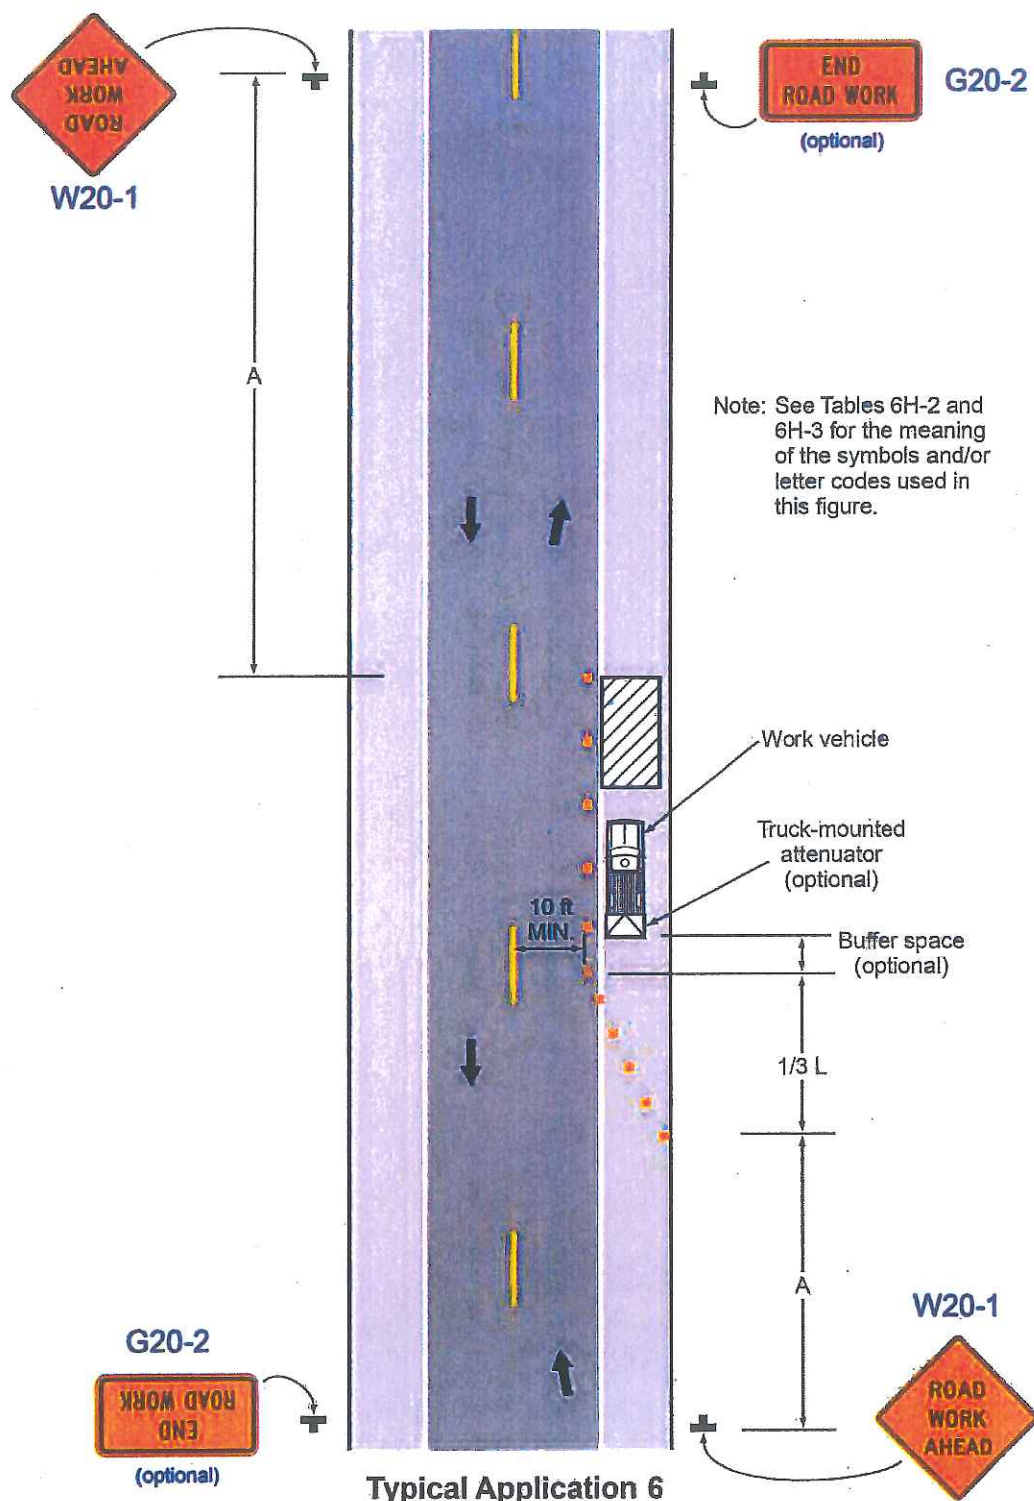 ROAD
WORK
AHEAD
W20-1
END
ROAD WORK
(optional)
G20-2
A
Note: See Tables 6H-2 and
6H-3 for the meaning
of the symbols and/or
letter codes used in
this figure.
Work vehicle
Truck-mounted
attenuator
(optional)
10 ft
MIN.
Buffer space
(optional)
1/3 L
A
G20-2
END
ROAD WORK
(optional)
W20-1
ROAD
WORK
AHEAD
Typical Application 6